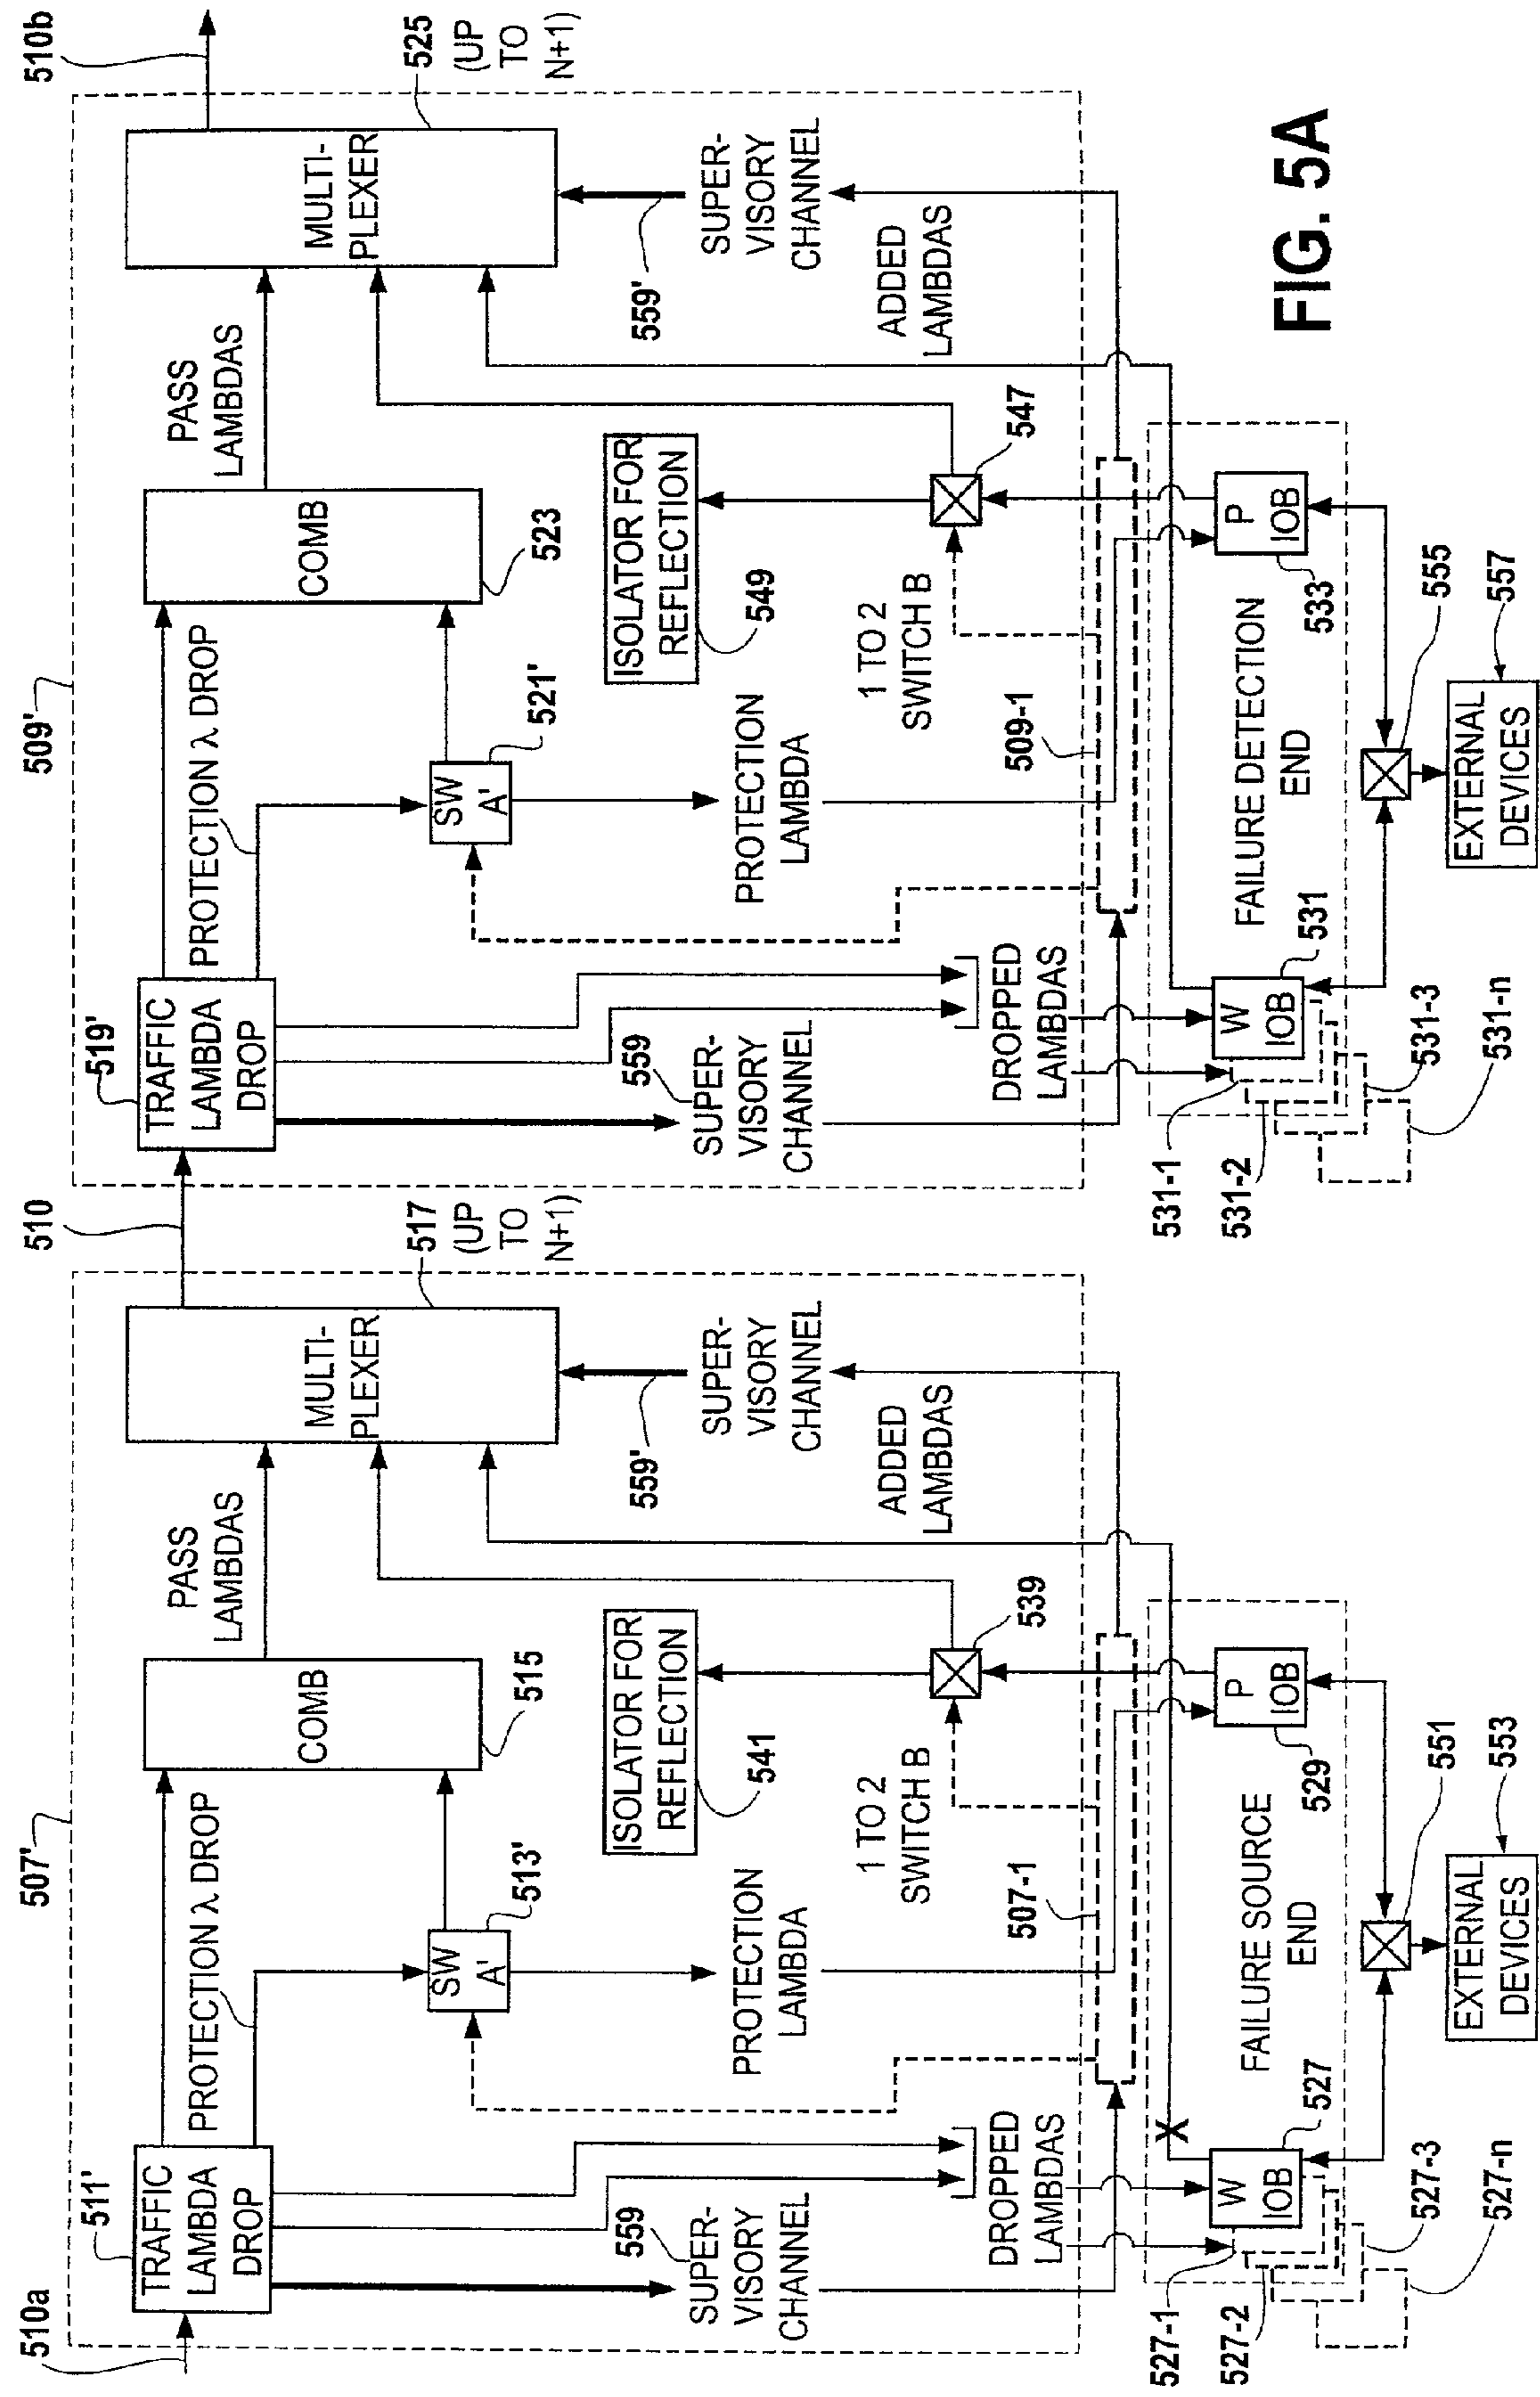 510a
511'
TRAFFIC
LAMBDA
DROP
507'
PROTECTION λ DROP
SW
A'
513'
COMB
515
PASS
LAMBDAS
MULTI-
PLEXER
517
(UP
TO
N+1)
510
559
SUPER-
VISORY
CHANNEL
DROPPED
LAMBDAS
PROTECTION
LAMBDA
ISOLATOR FOR
REFLECTION
541
1 TO 2
SWITCH B
539
507-1
559'
SUPER-
VISORY
CHANNEL
ADDED
LAMBDAS
X
W
IOB
527
527-1
527-2
527-3
527-n
FAILURE SOURCE
END
P
IOB
529
551
EXTERNAL
DEVICES
553
519'
TRAFFIC
LAMBDA
DROP
509'
PROTECTION λ DROP
SW
A'
521'
COMB
523
PASS
LAMBDAS
MULTI-
PLEXER
525
(UP
TO
N+1)
510b
559
SUPER-
VISORY
CHANNEL
DROPPED
LAMBDAS
PROTECTION
LAMBDA
ISOLATOR FOR
REFLECTION
549
1 TO 2
SWITCH B
547
509-1
559'
SUPER-
VISORY
CHANNEL
ADDED
LAMBDAS
W
IOB
531
531-1
531-2
531-3
531-n
FAILURE DETECTION
END
P
IOB
533
555
EXTERNAL
DEVICES
557
FIG. 5A